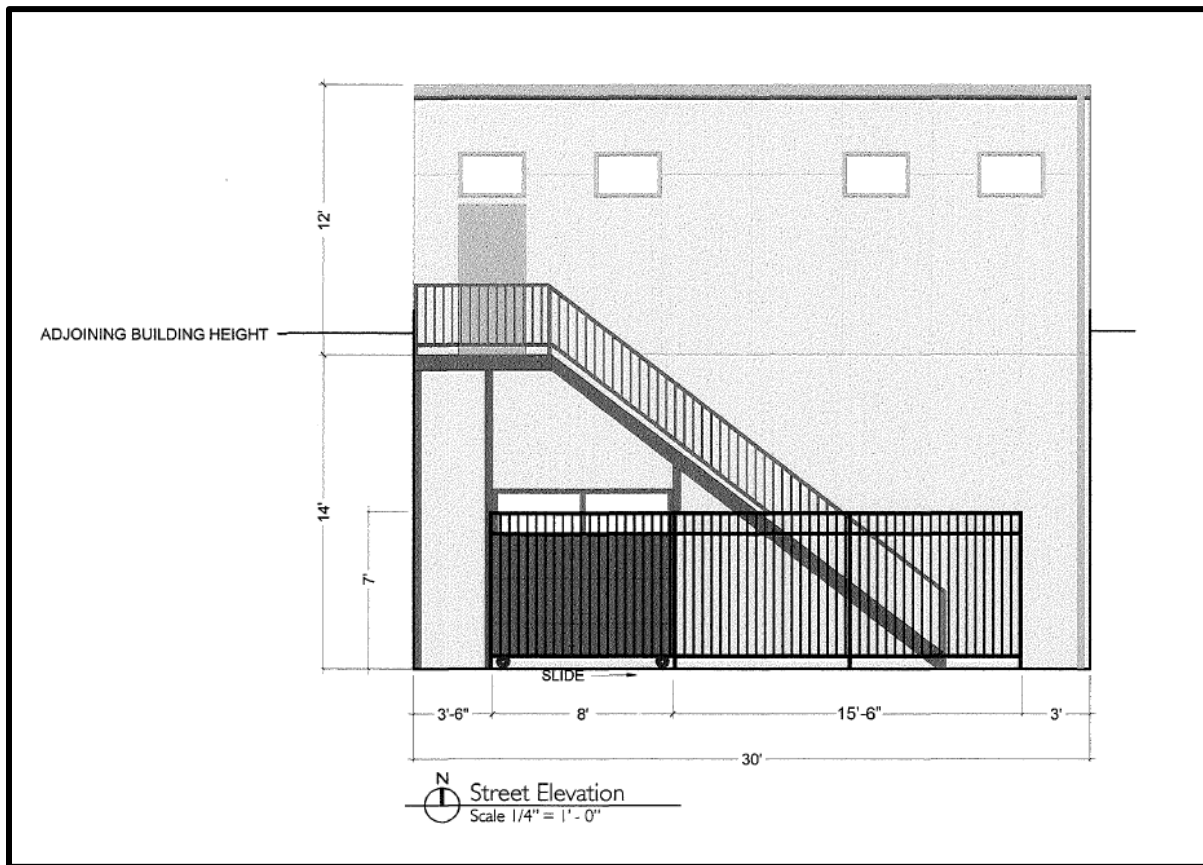 12'
ADJOINING BUILDING HEIGHT
14'
7'
SLIDE
3'-6"
8'
15'-6"
3'
30'
N
Street Elevation
Scale 1/4" = 1' - 0"